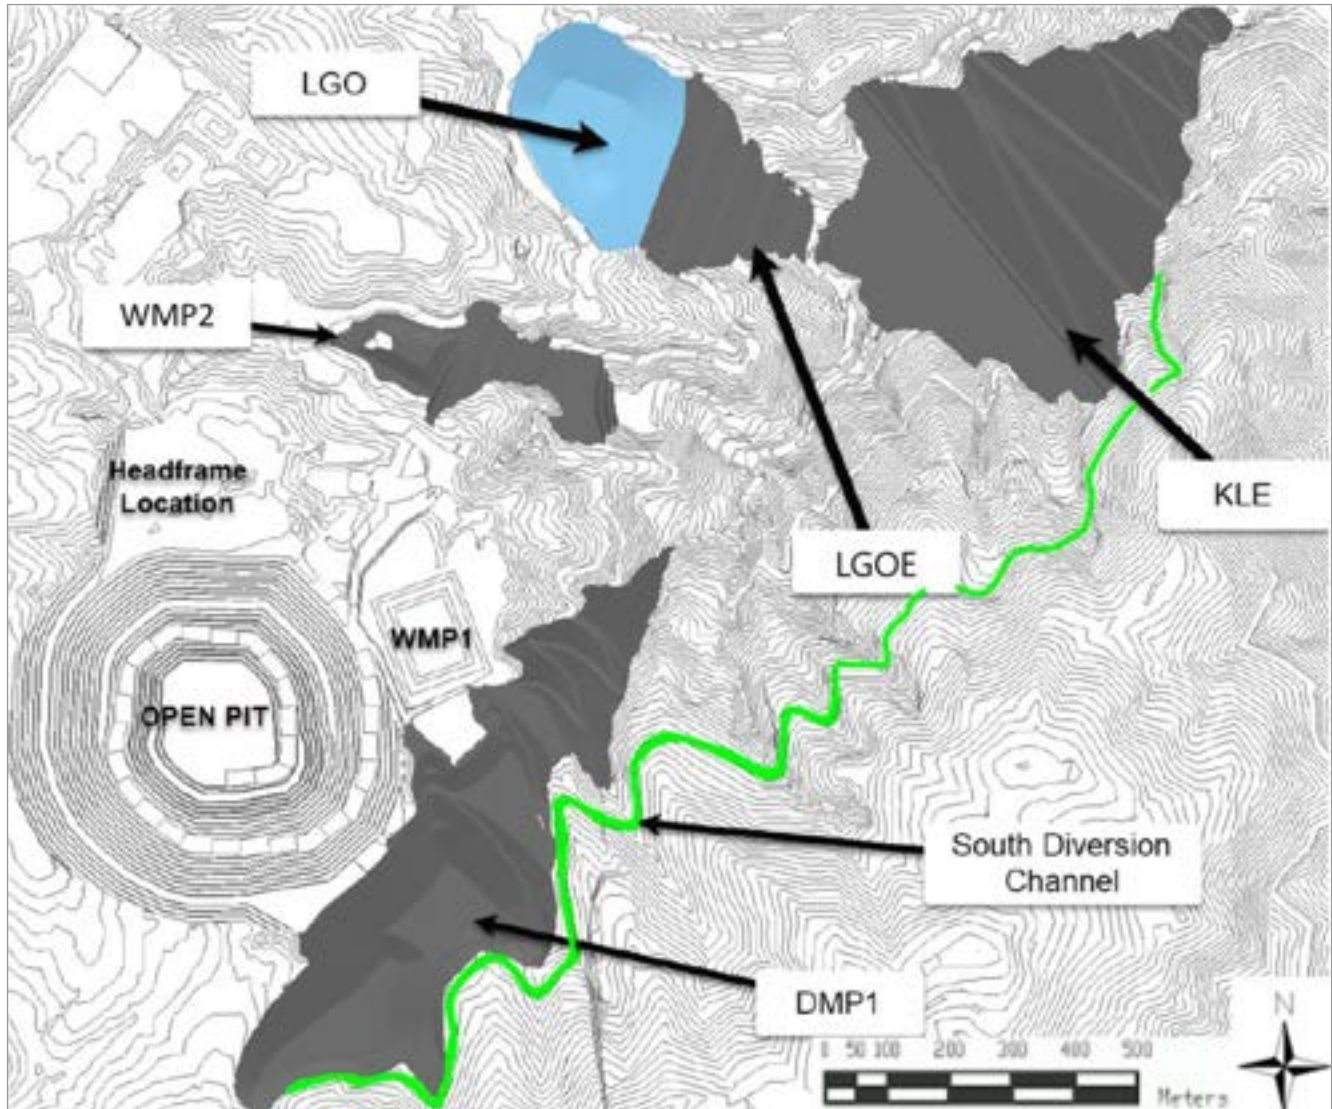 LGO
WMP2
Headframe
Location
KLE
LGOE
WMP1
OPEN PIT
South Diversion
Channel
DMP1
N
0 50 100 200 300 400 500
Meters